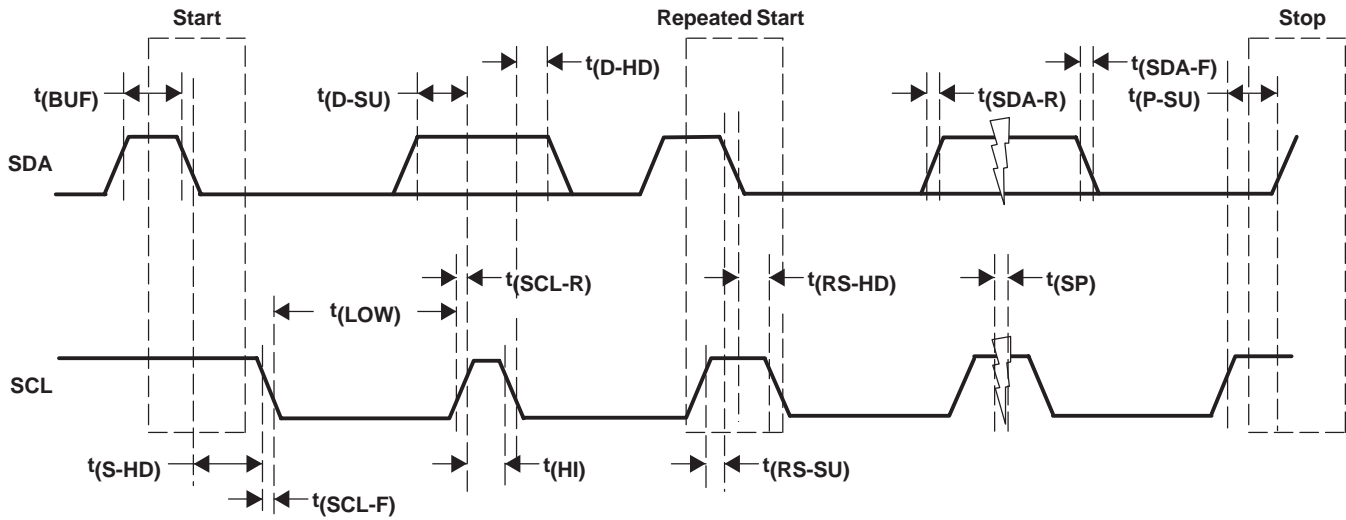 Start
Repeated Start
Stop
t(BUF)
t(D-SU)
t(D-HD)
t(SDA-R)
t(SDA-F)
t(P-SU)
SDA
t(SCL-R)
t(LOW)
t(RS-HD)
t(SP)
SCL
t(S-HD)
t(SCL-F)
t(HI)
t(RS-SU)